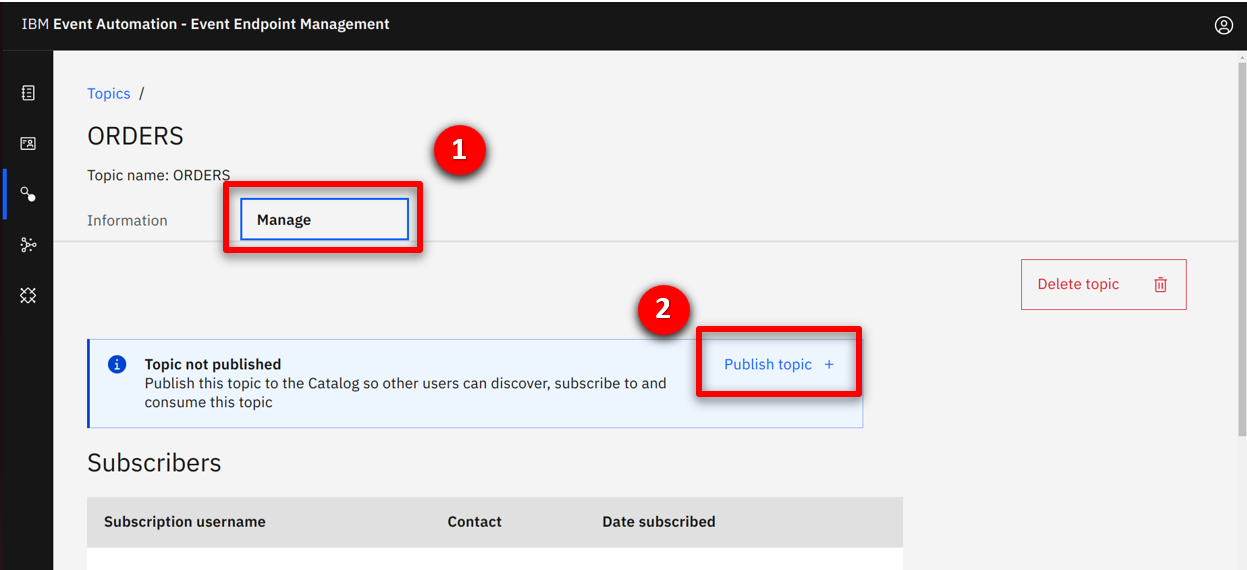 IBM Event Automation - Event Endpoint Management
Topics /
ORDERS
1
Topic name: ORDERS
Information
Manage
Delete topic
2
Topic not published
Publish this topic to the Catalog so other users can discover, subscribe to and
consume this topic
Publish topic +
Subscribers
Subscription username Contact Date subscribed